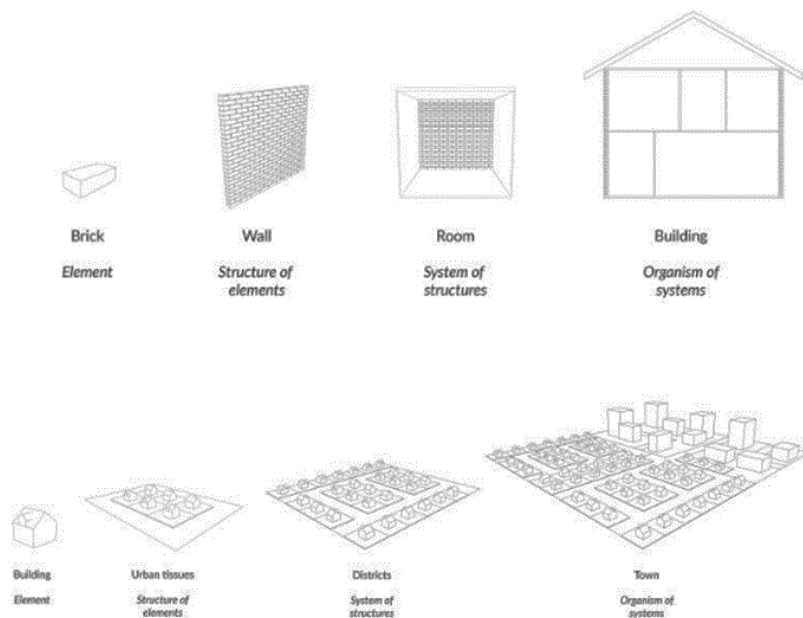 Brick
Wall
Room
Building
Element
Structure of
elements
System of
structures
Organism of
systems
Building
Urban tissues
Districts
Town
Element
Structure of
elements
System of
structures
Organism of
systems